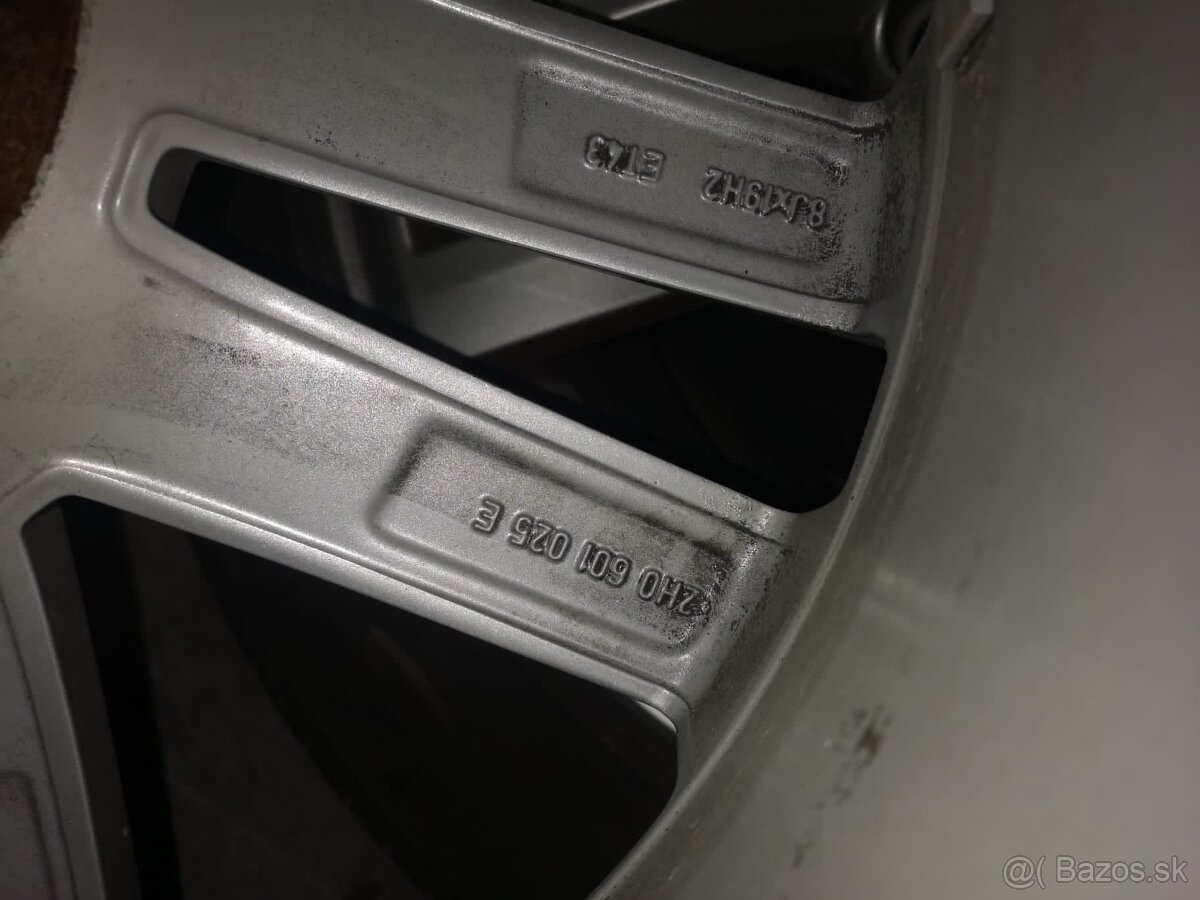 8Jx19H2 ET43
2H0 601 025 E
@( Bazos.sk